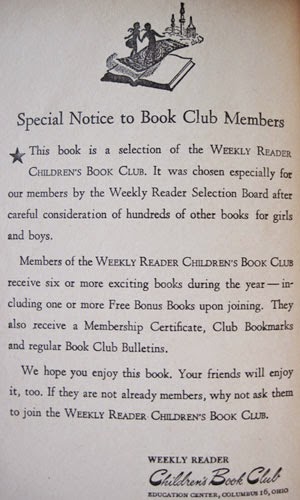 Special Notice to Book Club Members
This book is a selection of the WEEKLY READER
CHILDREN'S BOOK CLUB. It was chosen especially for
our members by the Weekly Reader Selection Board after
careful consideration of hundreds of other books for girls
and boys.
Members of the WEEKLY READER CHILDREN'S BOOK CLUB
receive six or more exciting books during the year—in-
cluding one or more Free Bonus Books upon joining. They
also receive a Membership Certificate, Club Bookmarks
and regular Book Club Bulletins.
We hope you enjoy this book. Your friends will enjoy
it, too. If they are not already members, why not ask them
to join the WEEKLY READER CHILDREN'S BOOK CLUB.
WEEKLY READER
Children's Book Club
EDUCATION CENTER, COLUMBUS 16, OHIO